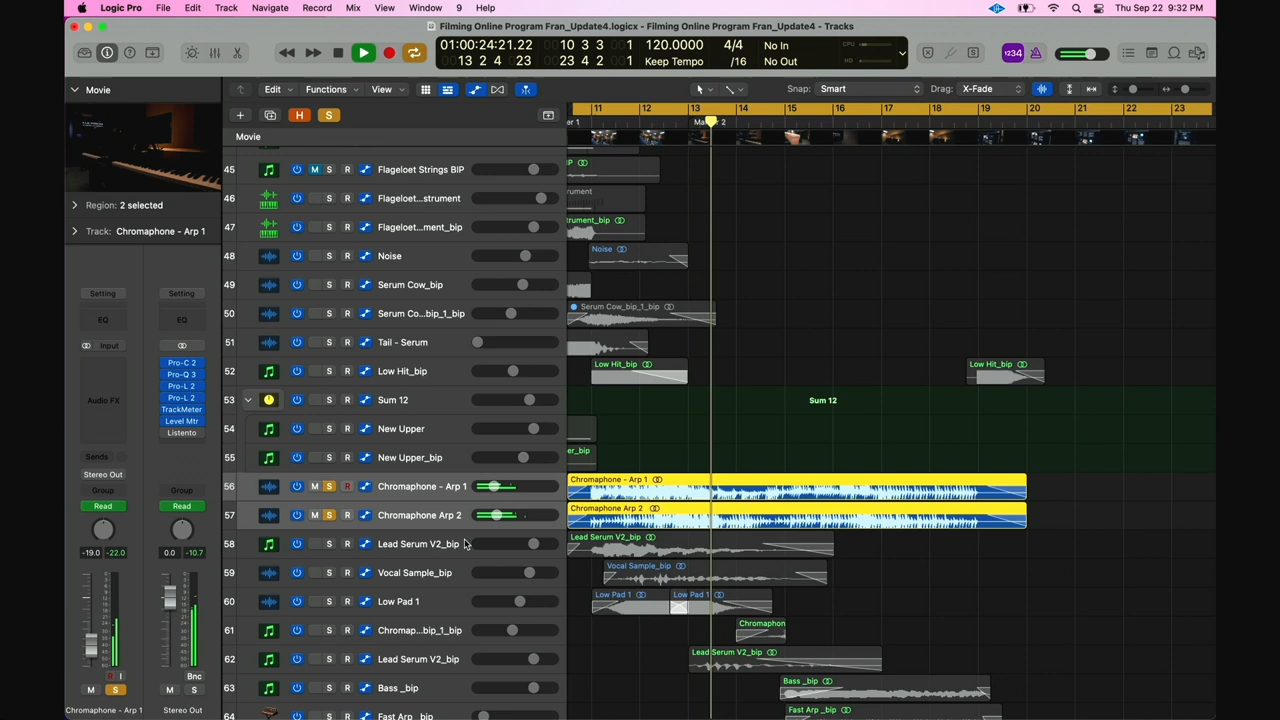 Logic Pro File Edit Track Navigate Record Mix View Window 9 Help Thu Sep 22 9:32 PM
Filming Online Program Fran_Update4.logicx - Filming Online Program Fran_Update4 - Tracks
01:00:24:21.22 10 3 3 1 120.0000 4/4 No In CPU
13 2 4 23 23 4 2 1 Keep Tempo /16 No Out HD
1234
Movie
Edit Functions View Snap: Smart Drag: X-Fade
H S
11 12 13 14 15 16 17 18 19 20 21 22 23
Movie
Region: 2 selected
Track: Chromaphone - Arp 1
45 M S R Flageloet Strings BIP
46 S R Flageloet...strument
47 S R Flageloet...ment_bip
48 S R Noise Noise
49 S R Serum Cow_bip
50 S R Serum Co...bip_1_bip Serum Cow_bip_1_bip
51 S R Tail - Serum
52 S R Low Hit_bip Low Hit_bip Low Hit_bip
53 S R Sum 12 Sum 12
54 S R New Upper
55 S R New Upper_bip er_bip
56 M S R Chromaphone - Arp 1 Chromaphone - Arp 1
57 M S R Chromaphone Arp 2 Chromaphone Arp 2
58 S R Lead Serum V2_bip Lead Serum V2_bip
59 S R Vocal Sample_bip Vocal Sample_bip
60 S R Low Pad 1 Low Pad 1 Low Pad 1
61 S R Chromap...bip_1_bip Chromaphon
62 S R Lead Serum V2_bip Lead Serum V2_bip
63 S R Bass _bip Bass _bip
64 Fast Arp _bip Fast Arp _bip
Setting Setting
EQ EQ
Input
Audio FX
Pro-C 2
Pro-Q 3
Pro-L 2
Pro-L 2
TrackMeter
Level Mtr
Listento
Sends
Stereo Out
Group Group
Read Read
-19.0 -22.0 0.0 -10.7
R I Bnc
M S M S
Chromaphone - Arp 1 Stereo Out